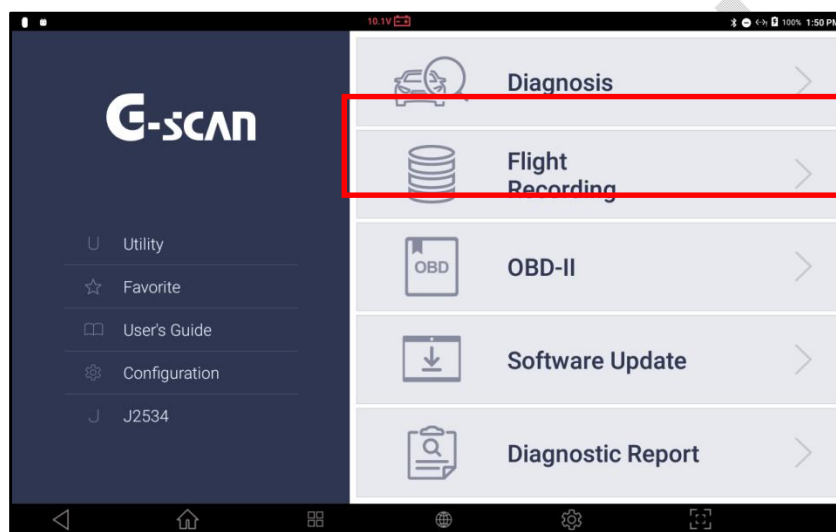 10.1V
100% 1:50 PM
G-SCAN
U Utility
Favorite
User's Guide
Configuration
J J2534
Diagnosis
Flight
Recording
OBD
OBD-II
Software Update
Diagnostic Report